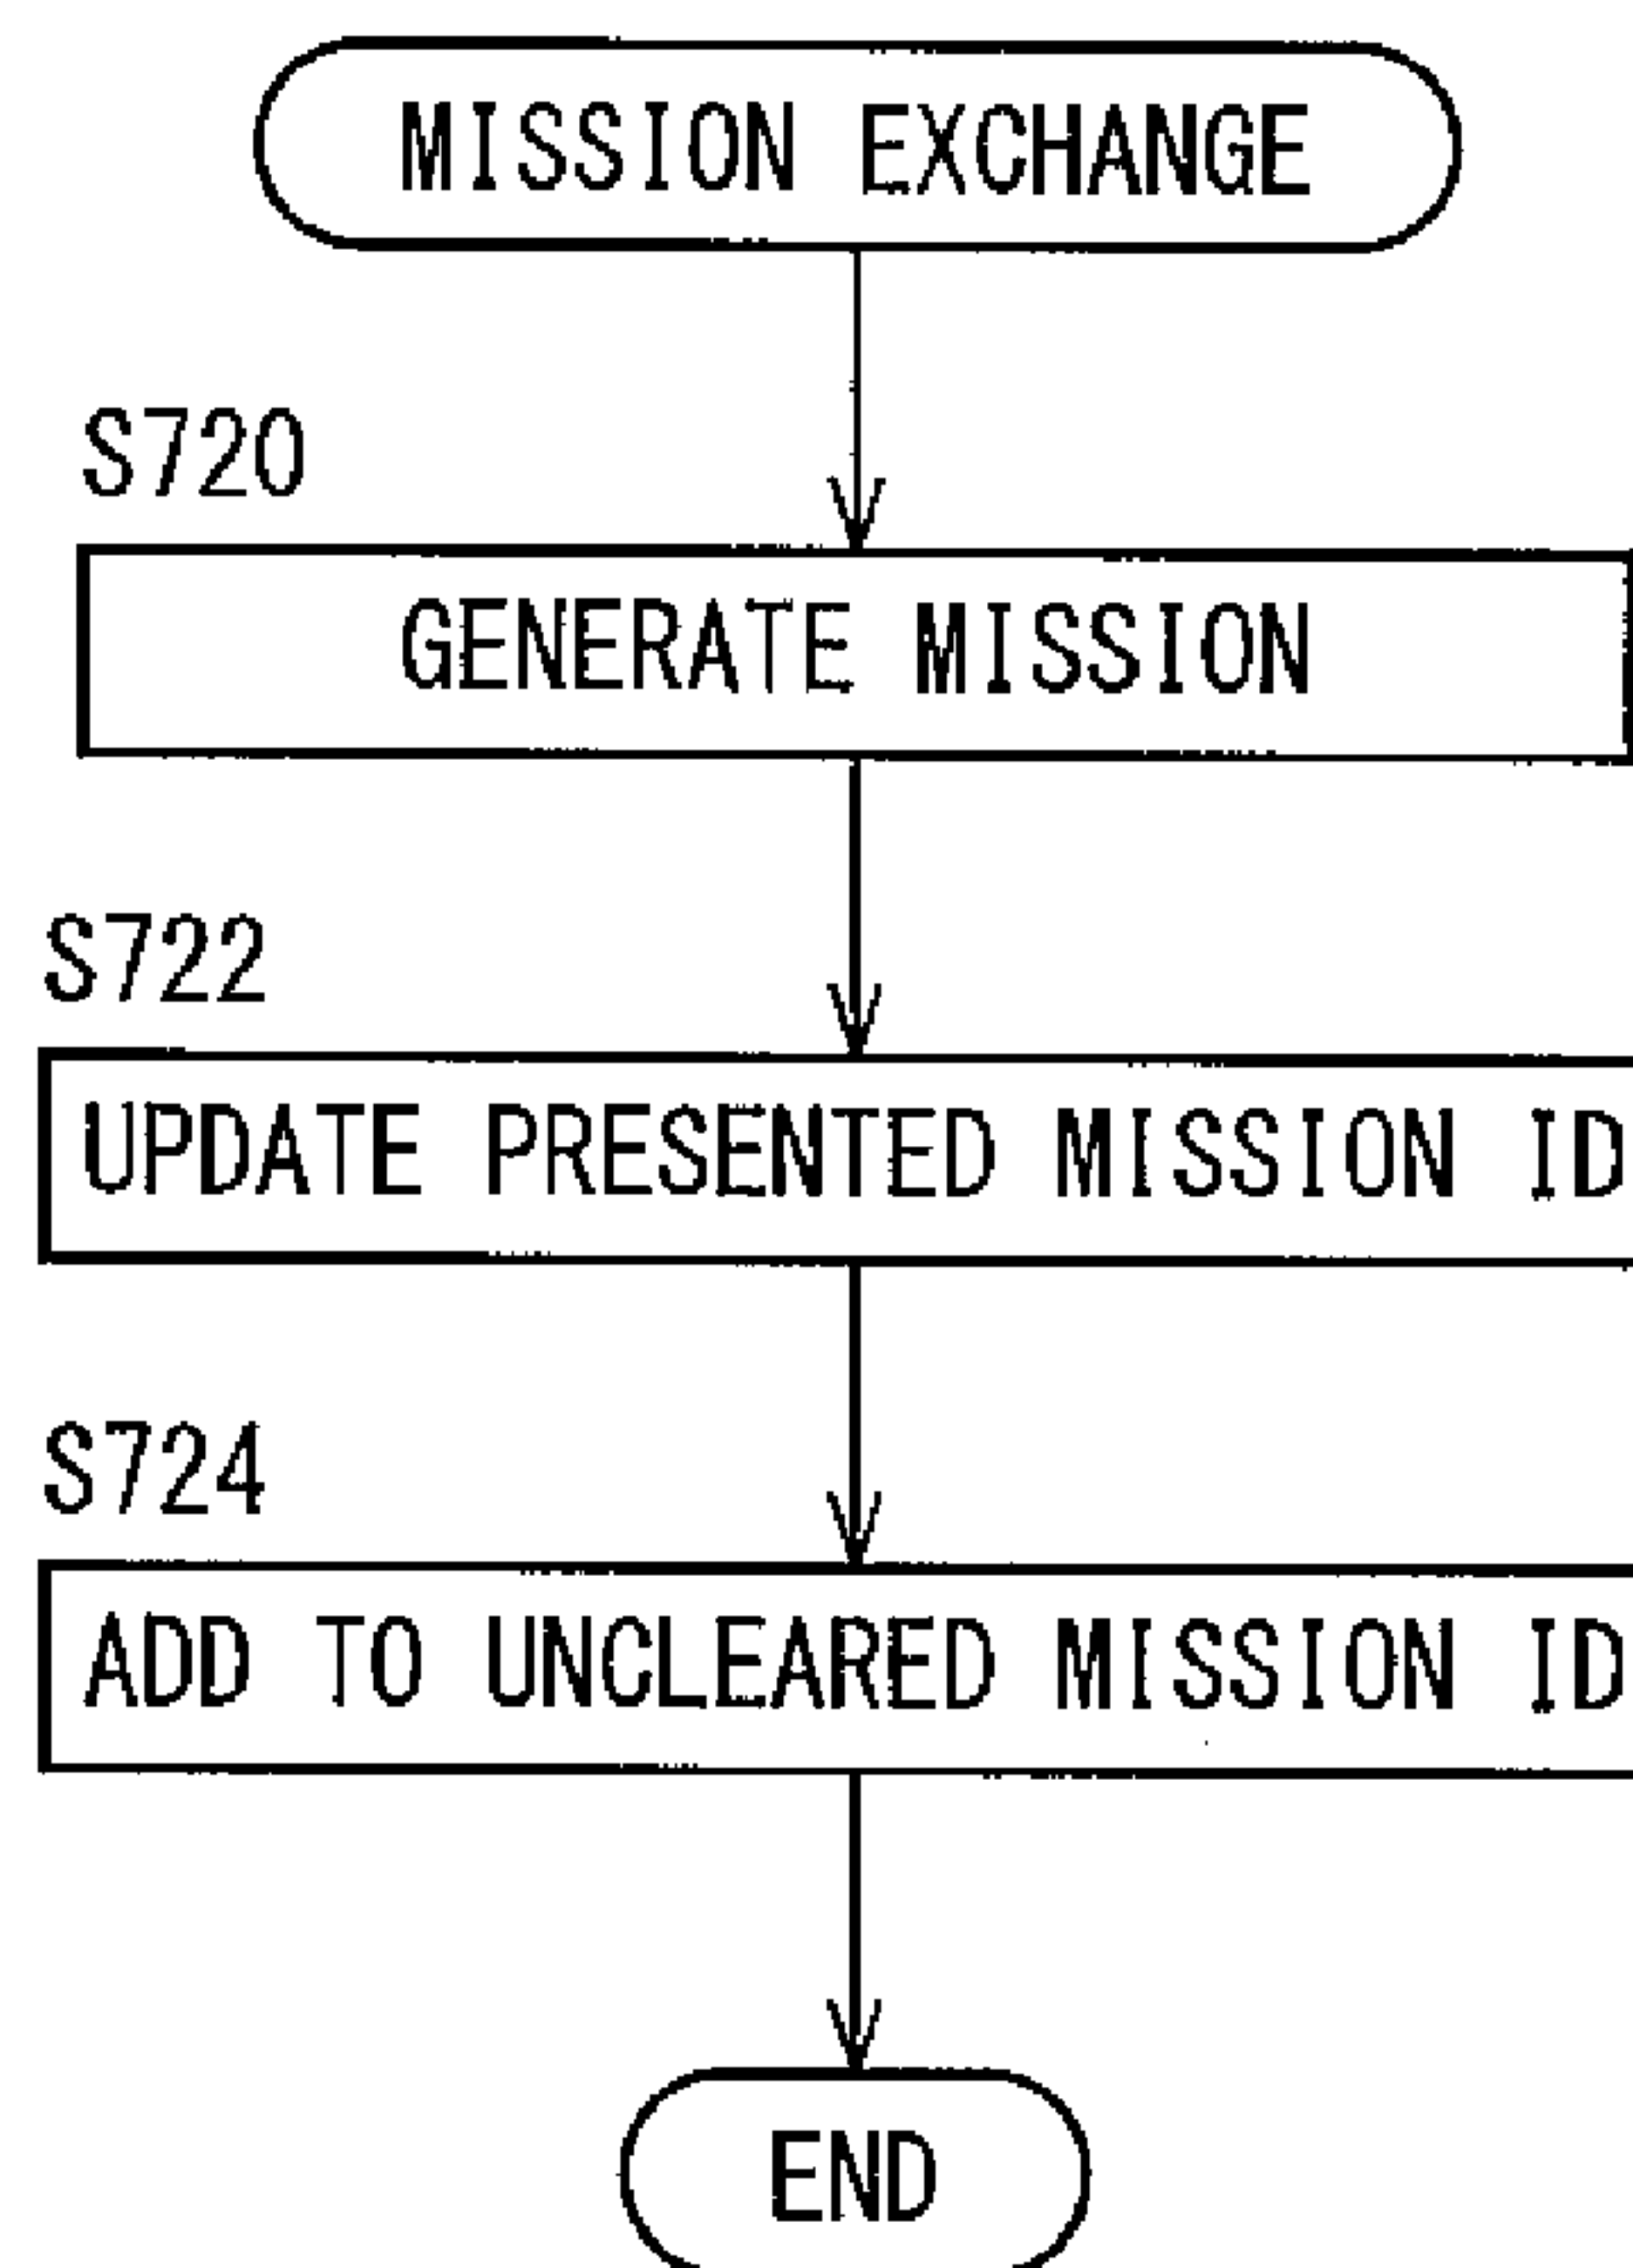 MISSION EXCHANGE
S720
GENERATE MISSION
S722
UPDATE PRESENTED MISSION ID
S724
ADD TO UNCLEARED MISSION ID
END